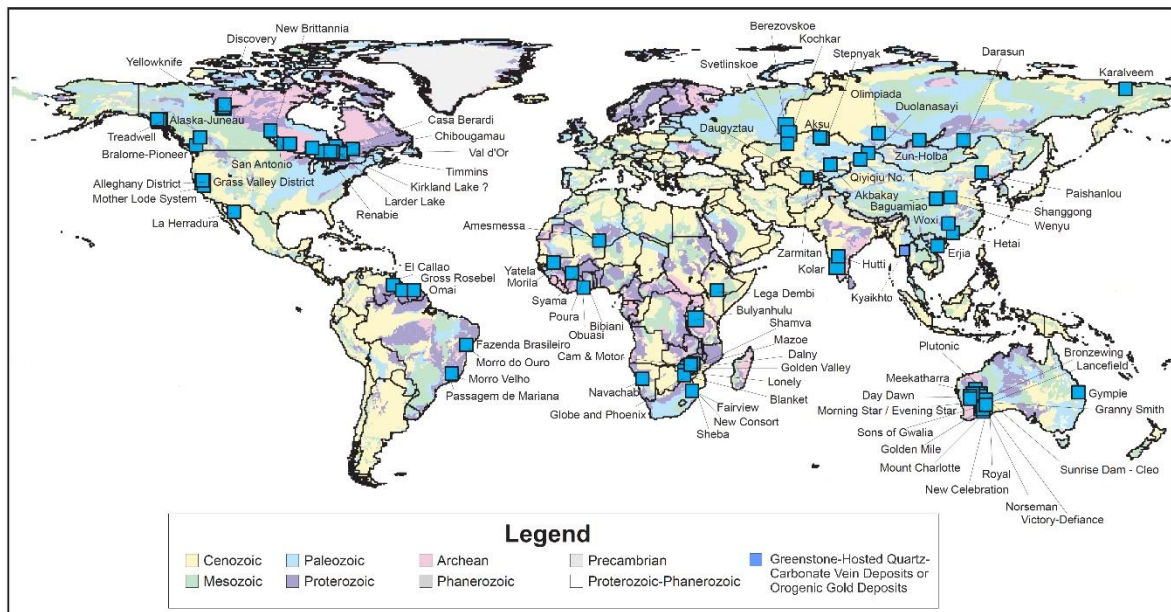 New Brittannia
Discovery
Yellowknife
Alaska-Juneau
Treadwell
Bralorne-Pioneer
San Antonio
Alleghany District
Grass Valley District
Mother Lode System
La Herradura
Casa Berardi
Chibougamau
Val d'Or
Timmins
Kirkland Lake ?
Larder Lake
Renabie
El Callao
Gross Rosebel
Omai
Fazenda Brasileiro
Morro do Ouro
Morro Velho
Passagem de Mariana
Amesmessa
Yatela
Morila
Syama
Poura
Obuasi
Bibiani
Cam & Motor
Navachab
Globe and Phoenix
Lega Dembi
Bulyanhulu
Shamva
Mazoe
Dalny
Golden Valley
Lonely
Blanket
Fairview
New Consort
Sheba
Berezovskoe
Kochkar
Svetlinskoe
Stepnyak
Darasun
Karalveem
Olimpiada
Aksu
Duolanasayi
Daugyztau
Zun-Holba
Qiyiqiu No. 1
Akbakay
Baguamiao
Paishanlou
Shanggong
Wenyu
Woxi
Hetai
Zarmitan
Hutti
Erjia
Kolar
Kyaikhto
Plutonic
Bronzewing
Lancefield
Meekatharra
Day Dawn
Gympie
Morning Star / Evening Star
Granny Smith
Sons of Gwalia
Golden Mile
Mount Charlotte
Sunrise Dam - Cleo
Royal
New Celebration
Norseman
Victory-Defiance
Legend
Cenozoic
Paleozoic
Archean
Precambrian
Greenstone-Hosted Quartz-
Carbonate Vein Deposits or
Orogenic Gold Deposits
Mesozoic
Proterozoic
Phanerozoic
Proterozoic-Phanerozoic